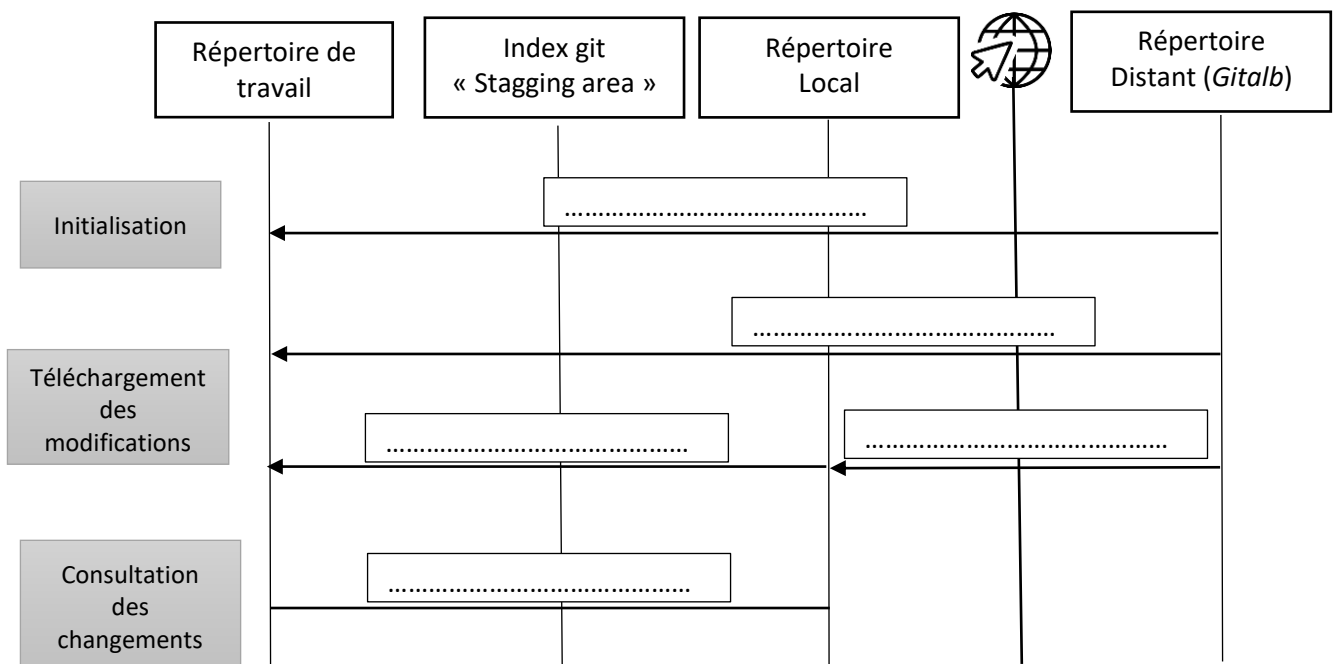 Répertoire de
travail
Index git
« Stagging area »
Répertoire
Local
Répertoire
Distant (Gitalb)
Initialisation
………………………………………
………………………………………
Téléchargement
des
modifications
………………………………………
………………………………………
Consultation
des
changements
………………………………………